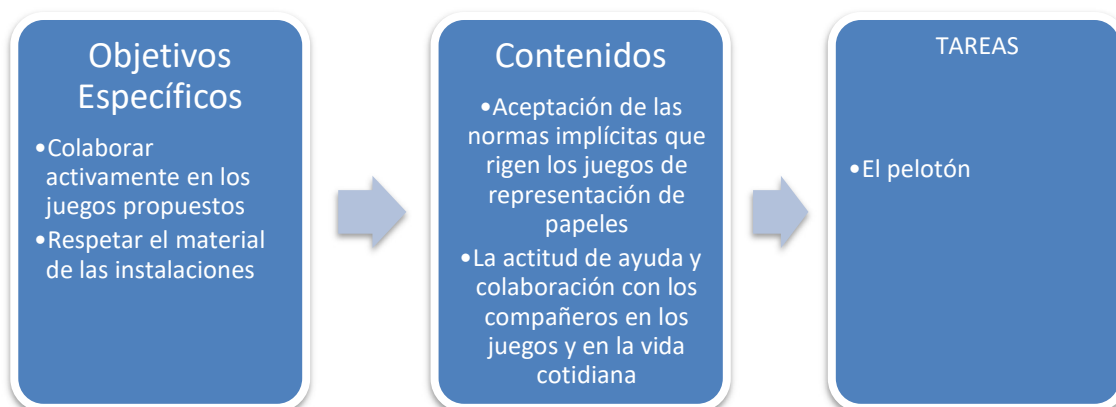 Objetivos
Específicos
•Colaborar
activamente en los
juegos propuestos
•Respetar el material
de las instalaciones
Contenidos
•Aceptación de las
normas implícitas que
rigen los juegos de
representación de
papeles
•La actitud de ayuda y
colaboración con los
compañeros en los
juegos y en la vida
cotidiana
TAREAS
•El pelotón